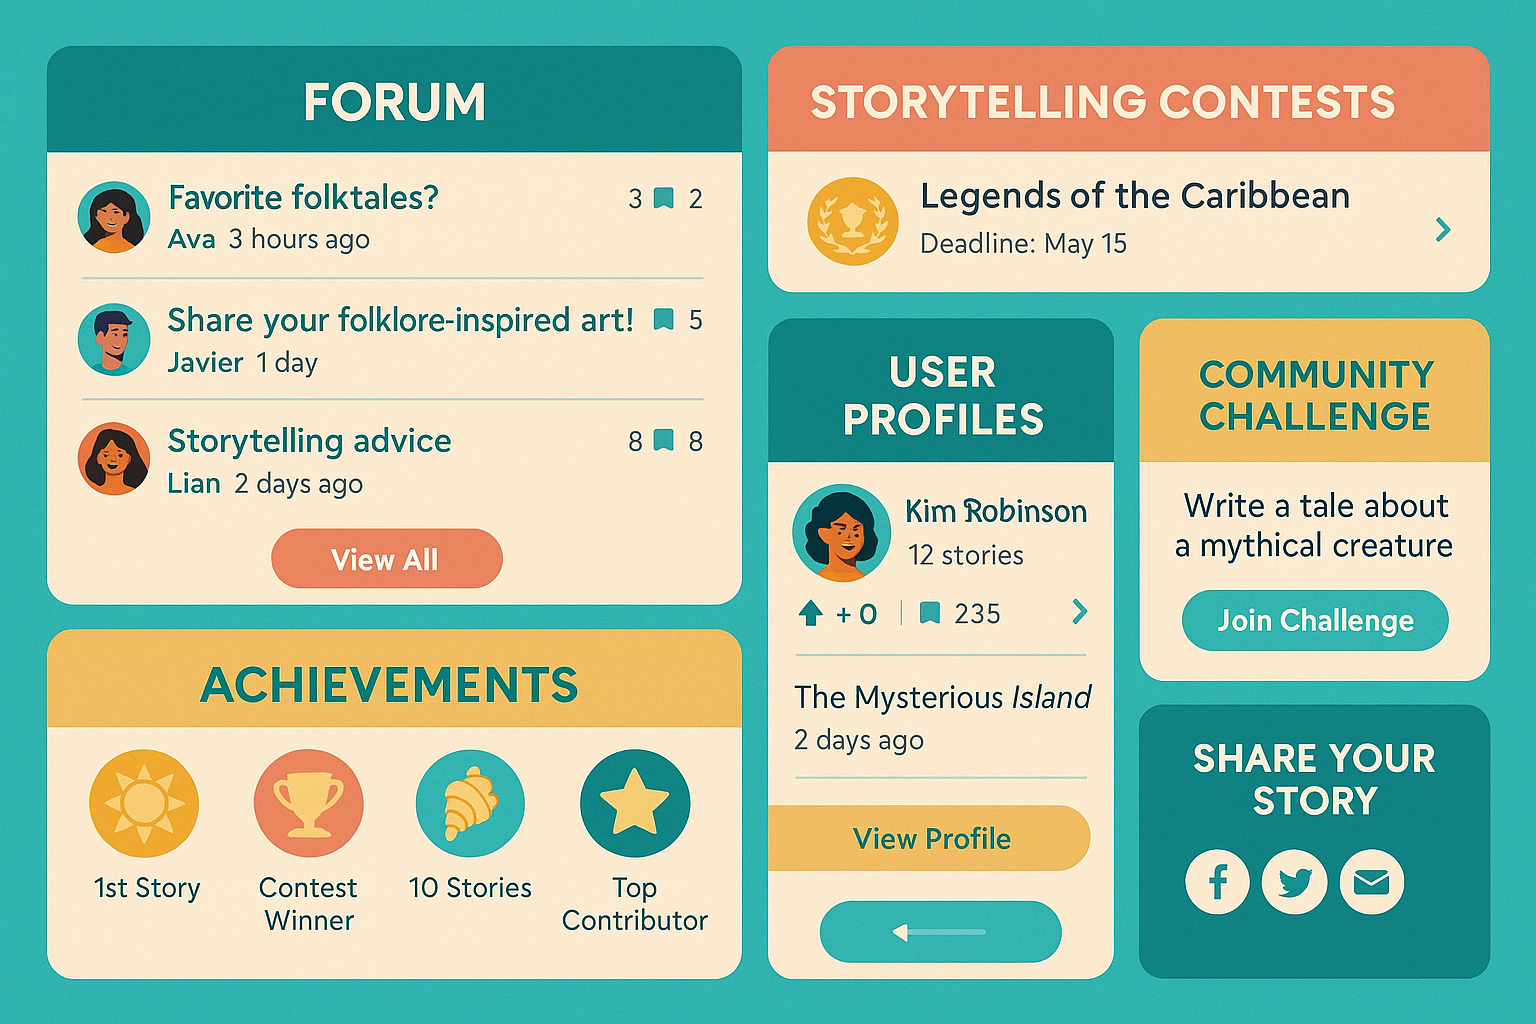 FORUM
Favorite folktales? 3 2
Ava 3 hours ago
Share your folklore-inspired art! 5
Javier 1 day
Storytelling advice 8 8
Lian 2 days ago
View All
ACHIEVEMENTS
1st Story
Contest
Winner
10 Stories
Top
Contributor
STORYTELLING CONTESTS
Legends of the Caribbean
Deadline: May 15
USER
PROFILES
Kim Robinson
12 stories
+ 0 235
The Mysterious Island
2 days ago
View Profile
COMMUNITY
CHALLENGE
Write a tale about
a mythical creature
Join Challenge
SHARE YOUR
STORY